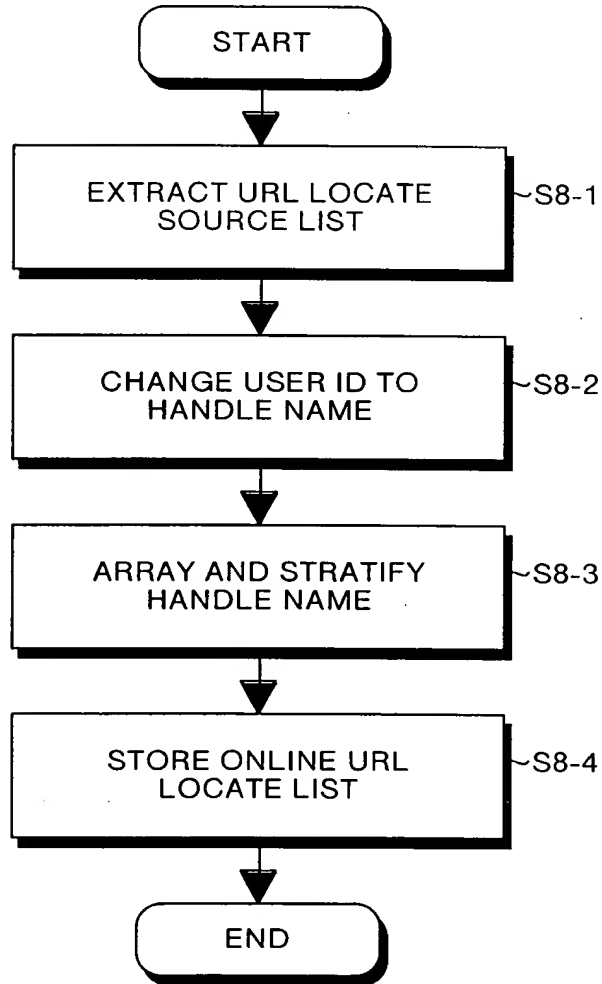 START
EXTRACT URL LOCATE
SOURCE LIST
S8-1
CHANGE USER ID TO
HANDLE NAME
S8-2
ARRAY AND STRATIFY
HANDLE NAME
S8-3
STORE ONLINE URL
LOCATE LIST
S8-4
END